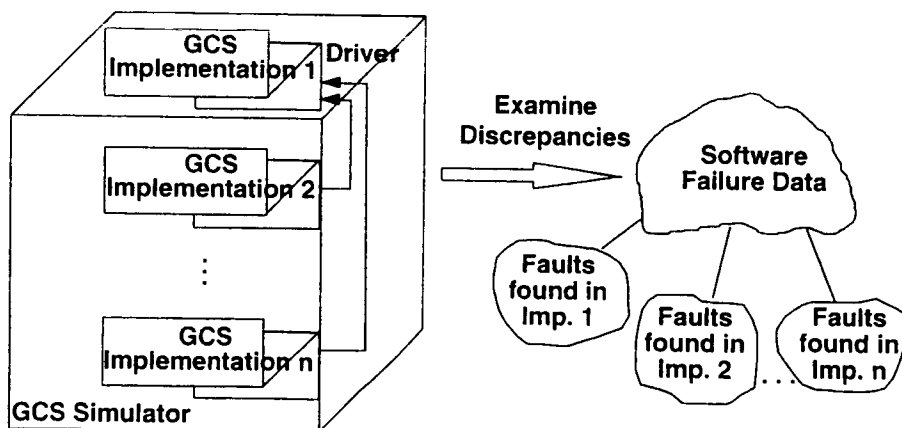 GCS
Implementation 1
Driver
GCS
Implementation 2
⋮
GCS
Implementation n
GCS Simulator
Examine
Discrepancies
Software
Failure Data
Faults
found in
Imp. 1
Faults
found in
Imp. 2
. . .
Faults
found in
Imp. n